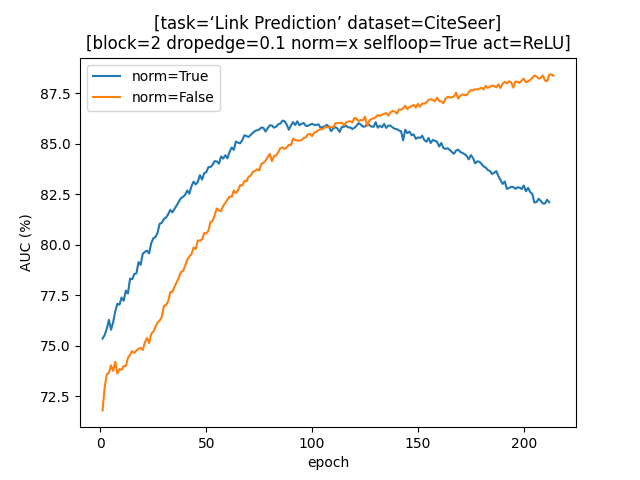 [task=‘Link Prediction’ dataset=CiteSeer]
[block=2 dropedge=0.1 norm=x selfloop=True act=ReLU]
norm=True
norm=False
AUC (%)
87.5
85.0
82.5
80.0
77.5
75.0
72.5
0 50 100 150 200
epoch